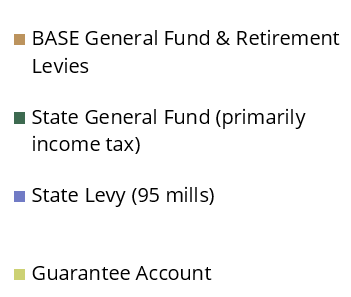 BASE General Fund & Retirement
Levies
State General Fund (primarily
income tax)
State Levy (95 mills)
Guarantee Account